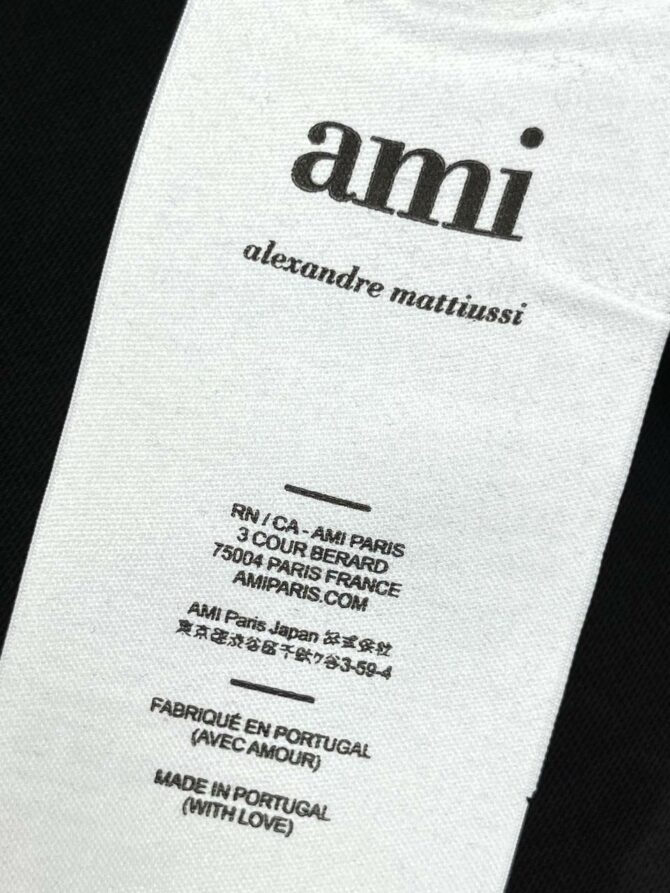 ami
alexandre mattiussi
RN / CA - AMI PARIS
3 COUR BERARD
75004 PARIS FRANCE
AMIPARIS.COM
AMI Paris Japan 株式会社
東京都渋谷区千駄ヶ谷3-59-4
FABRIQUÉ EN PORTUGAL
(AVEC AMOUR)
MADE IN PORTUGAL
(WITH LOVE)